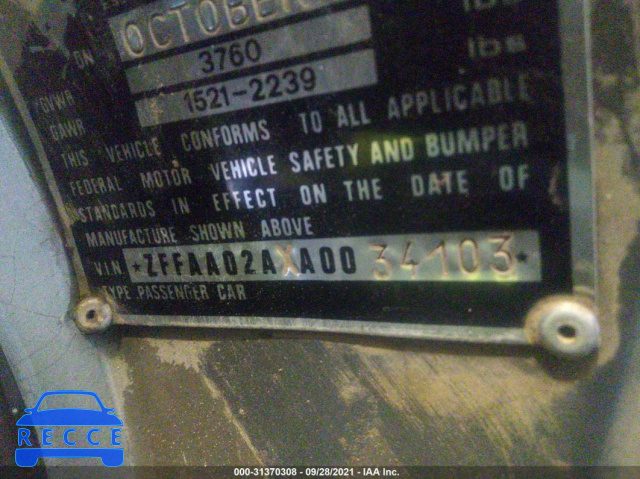 OCTOBER
lbs
ON
3760
lbs
GVWR
1521-2239
GAWR
THIS VEHICLE CONFORMS TO ALL APPLICABLE
FEDERAL MOTOR VEHICLE SAFETY AND BUMPER
STANDARDS IN EFFECT ON THE DATE OF
MANUFACTURE SHOWN ABOVE
V.I.N ★ZFFAA02AXA0034103★
TYPE PASSENGER CAR
RECCE
000-31370308 - 09/28/2021 - IAA Inc.